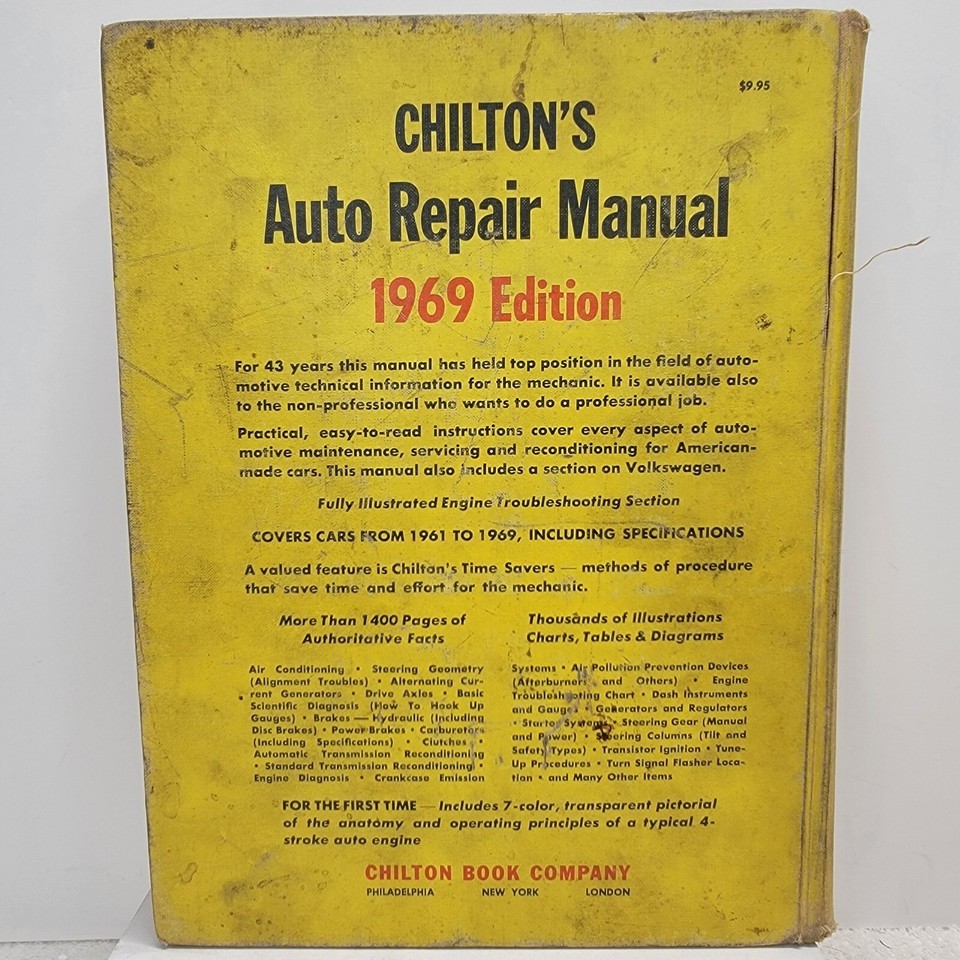 $9.95
CHILTON'S
Auto Repair Manual
1969 Edition
For 43 years this manual has held top position in the field of auto-
motive technical information for the mechanic. It is available also
to the non-professional who wants to do a professional job.
Practical, easy-to-read instructions cover every aspect of auto-
motive maintenance, servicing and reconditioning for American-
made cars. This manual also includes a section on Volkswagen.
Fully Illustrated Engine Troubleshooting Section
COVERS CARS FROM 1961 TO 1969, INCLUDING SPECIFICATIONS
A valued feature is Chilton's Time Savers — methods of procedure
that save time and effort for the mechanic.
More Than 1400 Pages of
Authoritative Facts
Air Conditioning • Steering Geometry
(Alignment Troubles) • Alternating Cur-
rent Generators • Drive Axles • Basic
Scientific Diagnosis (How To Hook Up
Gauges) • Brakes — Hydraulic (Including
Disc Brakes) • Power Brakes • Carburetors
(Including Specifications) • Clutches •
Automatic Transmission Reconditioning
• Standard Transmission Reconditioning •
Engine Diagnosis • Crankcase Emission
Thousands of Illustrations
Charts, Tables & Diagrams
Systems • Air Pollution Prevention Devices
(Afterburners and Others) • Engine
Troubleshooting Chart • Dash Instruments
and Gauges • Generators and Regulators
• Starter Systems • Steering Gear (Manual
and Power) • Steering Columns (Tilt and
Safety Types) • Transistor Ignition • Tune-
Up Procedures • Turn Signal Flasher Loca-
tion • and Many Other Items
FOR THE FIRST TIME — Includes 7-color, transparent pictorial
of the anatomy and operating principles of a typical 4-
stroke auto engine
CHILTON BOOK COMPANY
PHILADELPHIA NEW YORK LONDON